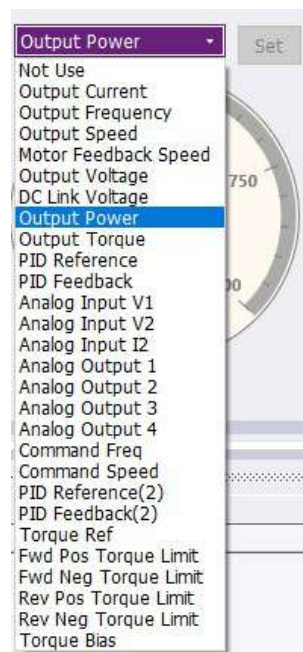 Output Power
Set
Not Use
Output Current
Output Frequency
Output Speed
Motor Feedback Speed
Output Voltage
750
DC Link Voltage
Output Power
Output Torque
PID Reference
PID Feedback
Analog Input V1
Analog Input V2
Analog Input I2
Analog Output 1
Analog Output 2
Analog Output 3
Analog Output 4
Command Freq
Command Speed
PID Reference(2)
PID Feedback(2)
Torque Ref
Fwd Pos Torque Limit
Fwd Neg Torque Limit
Rev Pos Torque Limit
Rev Neg Torque Limit
Torque Bias